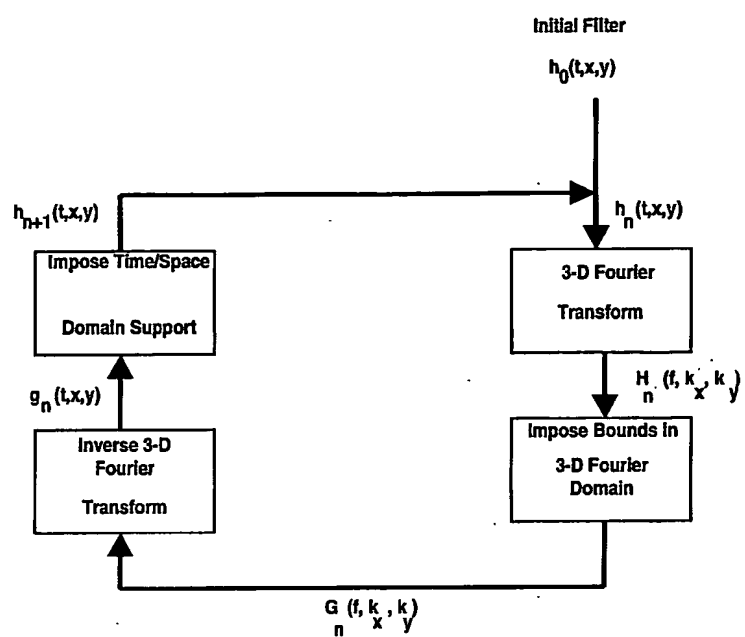 Initial Filter
h0(t,x,y)
hn+1(t,x,y)
hn(t,x,y)
Impose Time/Space
Domain Support
3-D Fourier
Transform
gn(t,x,y)
Hn(f, kx, ky)
Inverse 3-D
Fourier
Transform
Impose Bounds in
3-D Fourier
Domain
Gn(f, kx, ky)